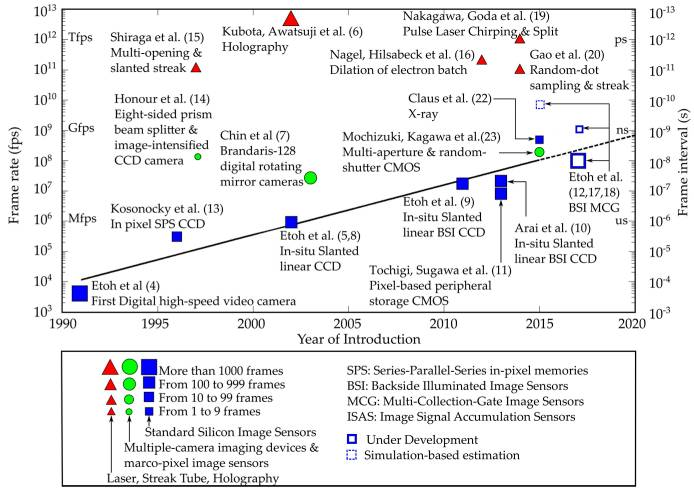 Frame rate (fps)
10^13
10^12
10^11
10^10
10^9
10^8
10^7
10^6
10^5
10^4
10^3
Tfps
Gfps
Mfps
Shiraga et al. (15)
Multi-opening &
slanted streak
Kubota, Awatsuji et al. (6)
Holography
Nakagawa, Goda et al. (19)
Pulse Laser Chirping & Split
Nagel, Hilsabeck et al. (16)
Dilation of electron batch
Gao et al. (20)
Random-dot
sampling & streak
Honour et al. (14)
Eight-sided prism
beam splitter &
image-intensified
CCD camera
Chin et al (7)
Brandaris-128
digital rotating
mirror cameras
Claus et al. (22)
X-ray
Mochizuki, Kagawa et al.(23)
Multi-aperture & random-
shutter CMOS
Etoh et al.
(12,17,18)
BSI MCG
Kosonocky et al. (13)
In pixel SPS CCD
Etoh et al. (5,8)
In-situ Slanted
linear CCD
Etoh et al. (9)
In-situ Slanted
linear BSI CCD
Arai et al. (10)
In-situ Slanted
linear BSI CCD
Tochigi, Sugawa et al. (11)
Pixel-based peripheral
storage CMOS
Etoh et al (4)
First Digital high-speed video camera
ps
ns
us
10^-13
10^-12
10^-11
10^-10
10^-9
10^-8
10^-7
10^-6
10^-5
10^-4
10^-3
Frame interval (s)
1990
1995
2000
2005
2010
2015
2020
Year of Introduction
More than 1000 frames
From 100 to 999 frames
From 10 to 99 frames
From 1 to 9 frames
Standard Silicon Image Sensors
Multiple-camera imaging devices &
marco-pixel image sensors
Laser, Streak Tube, Holography
SPS: Series-Parallel-Series in-pixel memories
BSI: Backside Illuminated Image Sensors
MCG: Multi-Collection-Gate Image Sensors
ISAS: Image Signal Accumulation Sensors
Under Development
Simulation-based estimation